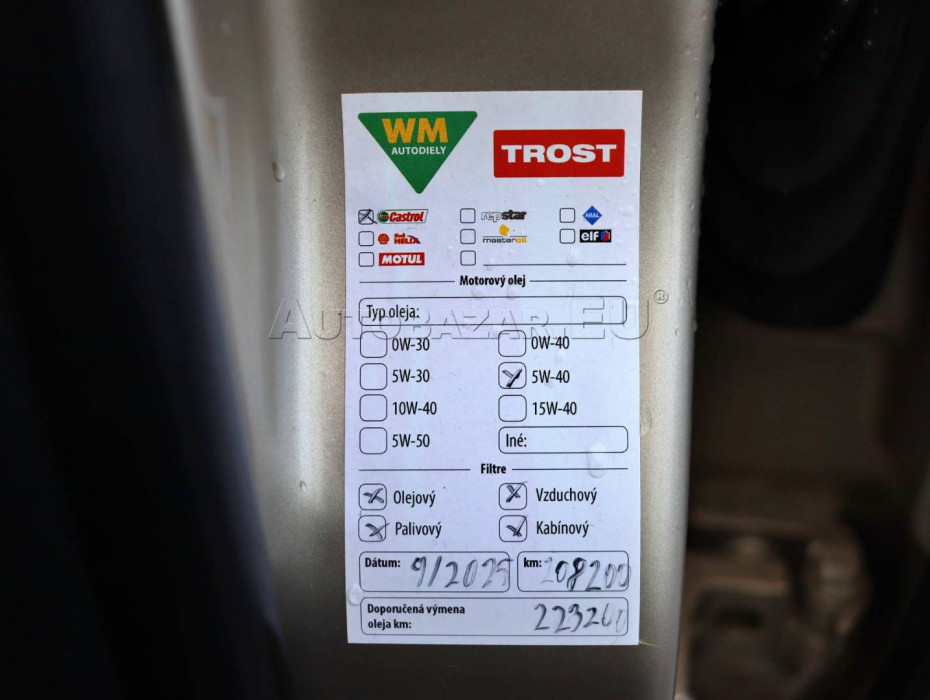 WM
AUTODIELY
TROST
Castrol repstar ARAL
Shell HELIX masteroil elf
MOTUL
Motorový olej
Typ oleja:
AUTOBAZAR.EU®
0W-30 0W-40
5W-30 5W-40
10W-40 15W-40
5W-50 Iné:
Filtre
Olejový Vzduchový
Palivový Kabínový
Dátum: 9/2025 km: 208200
Doporučená výmena
oleja km: